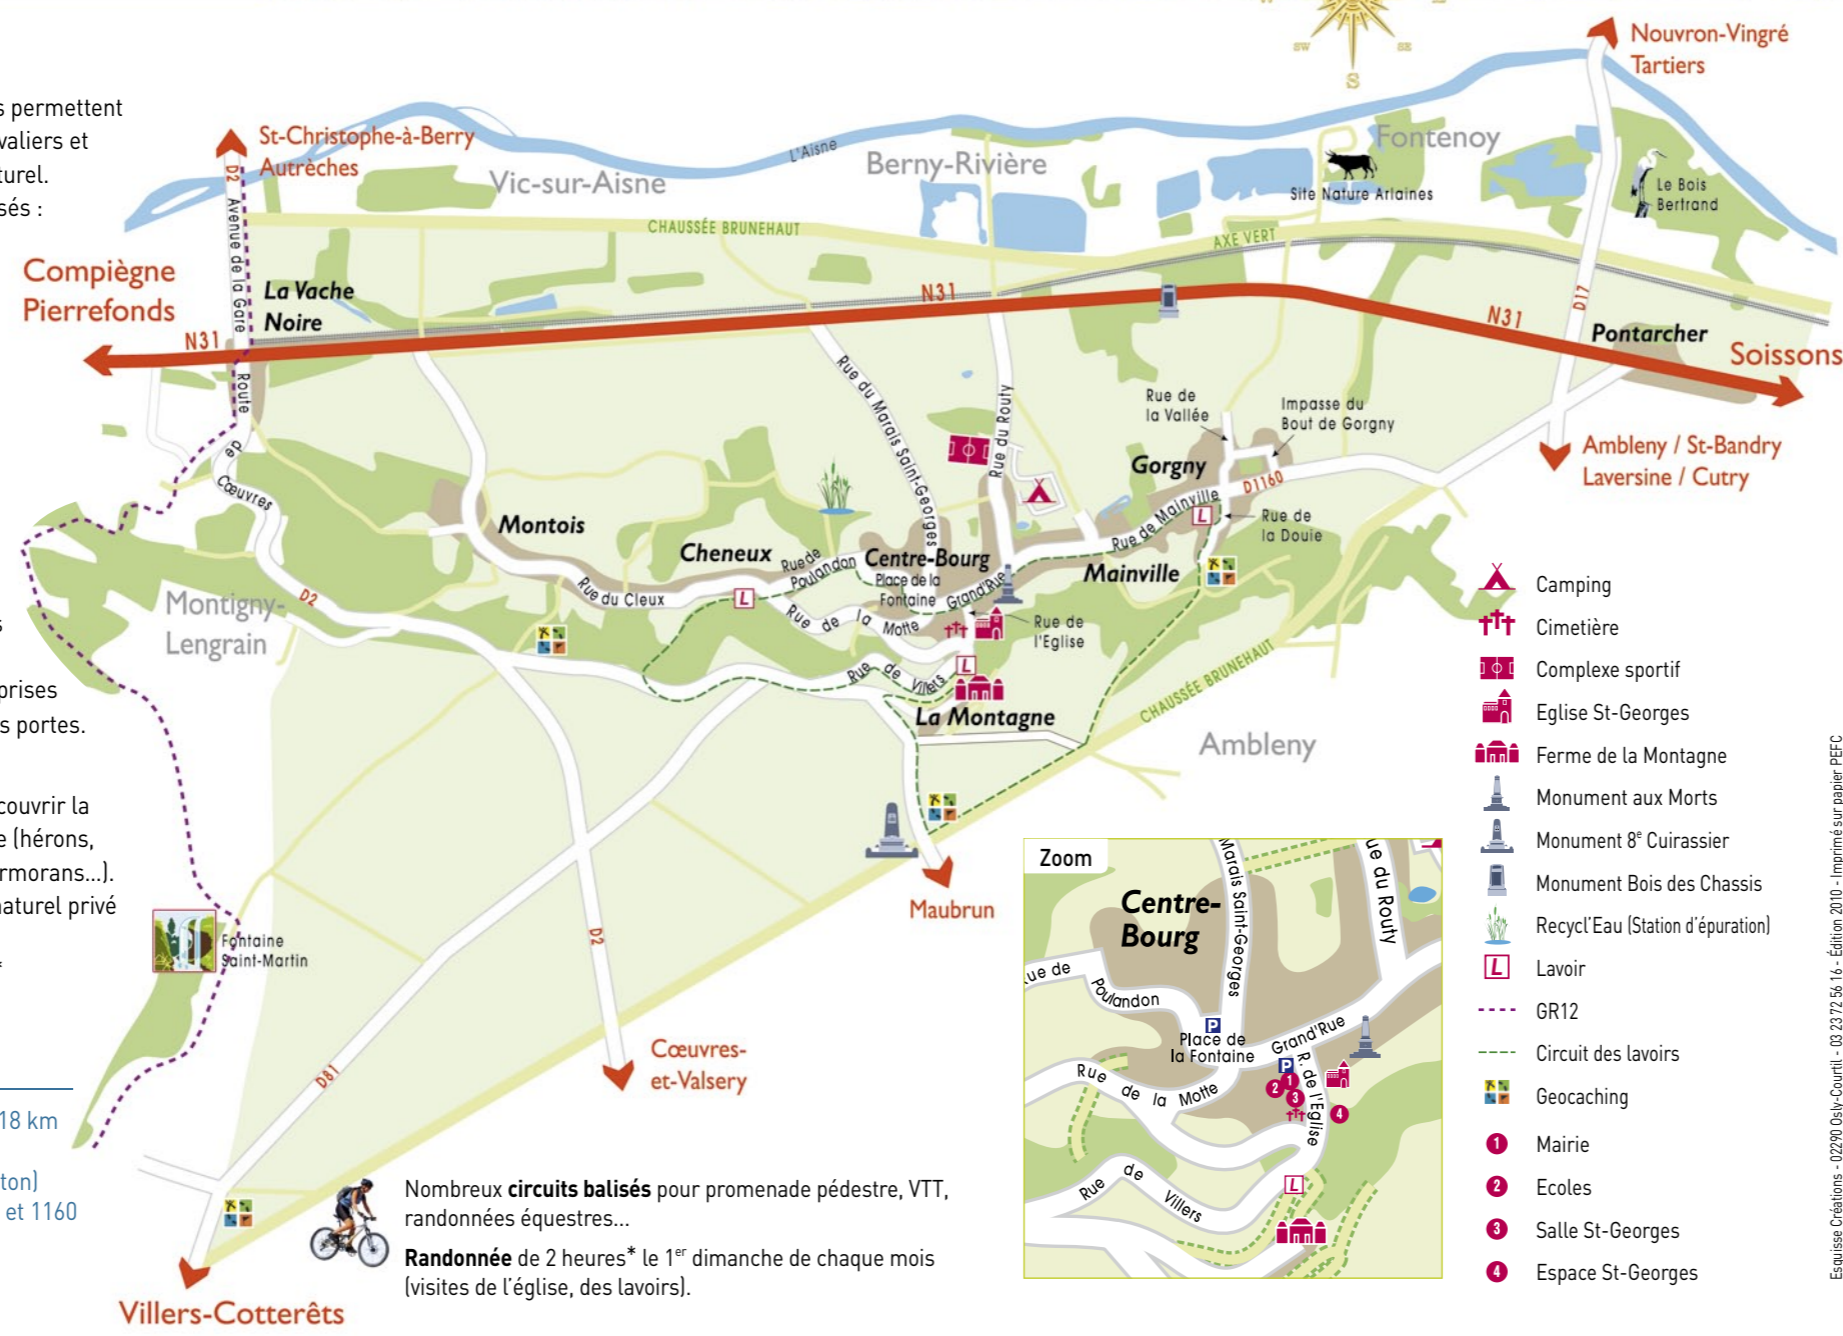 SW
SE
S
Nouvron-Vingré
Tartiers
s permettent
valiers et
turel.
sés :
St-Christophe-à-Berry
Autrèches
D2
Avenue de la Gare
Vic-sur-Aisne
L'Aisne
Berny-Rivière
Fontenoy
Site Nature Arlaines
Le Bois
Bertrand
CHAUSSÉE BRUNEHAUT
AXE VERT
Compiègne
Pierrefonds
La Vache
Noire
N31
N31
N31
D17
Pontarcher
Soissons
Route
de
Cœuvres
Rue du Marais Saint-Georges
Rue du Routy
Rue de
la Vallée
Impasse du
Bout de Gorgny
Gorgny
D1160
Ambleny / St-Bandry
Laversine / Cutry
Montois
Cheneux
Rue de
Poulandon
Centre-Bourg
Place de la
Fontaine
Grand'Rue
Rue de Mainville
L
Rue de
la Douie
Mainville
Rue du Cleux
L
Rue de la Motte
Rue de
l'Eglise
Montigny-
Lengrain
D2
Rue de Villers
L
La Montagne
CHAUSSÉE BRUNEHAUT
Ambleny
s
prises
s portes.
couvrir la
e (hérons,
rmorans...).
naturel privé
*
Fontaine
Saint-Martin
D2
Maubrun
D81
Cœuvres-
et-Valsery
18 km
ton)
et 1160
Villers-Cotterêts
Nombreux circuits balisés pour promenade pédestre, VTT,
randonnées équestres...
Randonnée de 2 heures* le 1er dimanche de chaque mois
(visites de l'église, des lavoirs).
Zoom
Centre-
Bourg
Marais Saint-Georges
ue du Routy
ue de
Poulandon
P
Place de
la Fontaine
Grand'Rue
P
R. de l'Eglise
1
2
3
4
Rue de la Motte
Rue de Villers
L
Camping
Cimetière
Complexe sportif
Eglise St-Georges
Ferme de la Montagne
Monument aux Morts
Monument 8e Cuirassier
Monument Bois des Chassis
Recycl'Eau (Station d'épuration)
L Lavoir
GR12
Circuit des lavoirs
Geocaching
1 Mairie
2 Ecoles
3 Salle St-Georges
4 Espace St-Georges
Esquisse Créations - 02290 Osly-Courtil - 03 23 72 56 16 - Édition 2010 - Imprimé sur papier PEFC